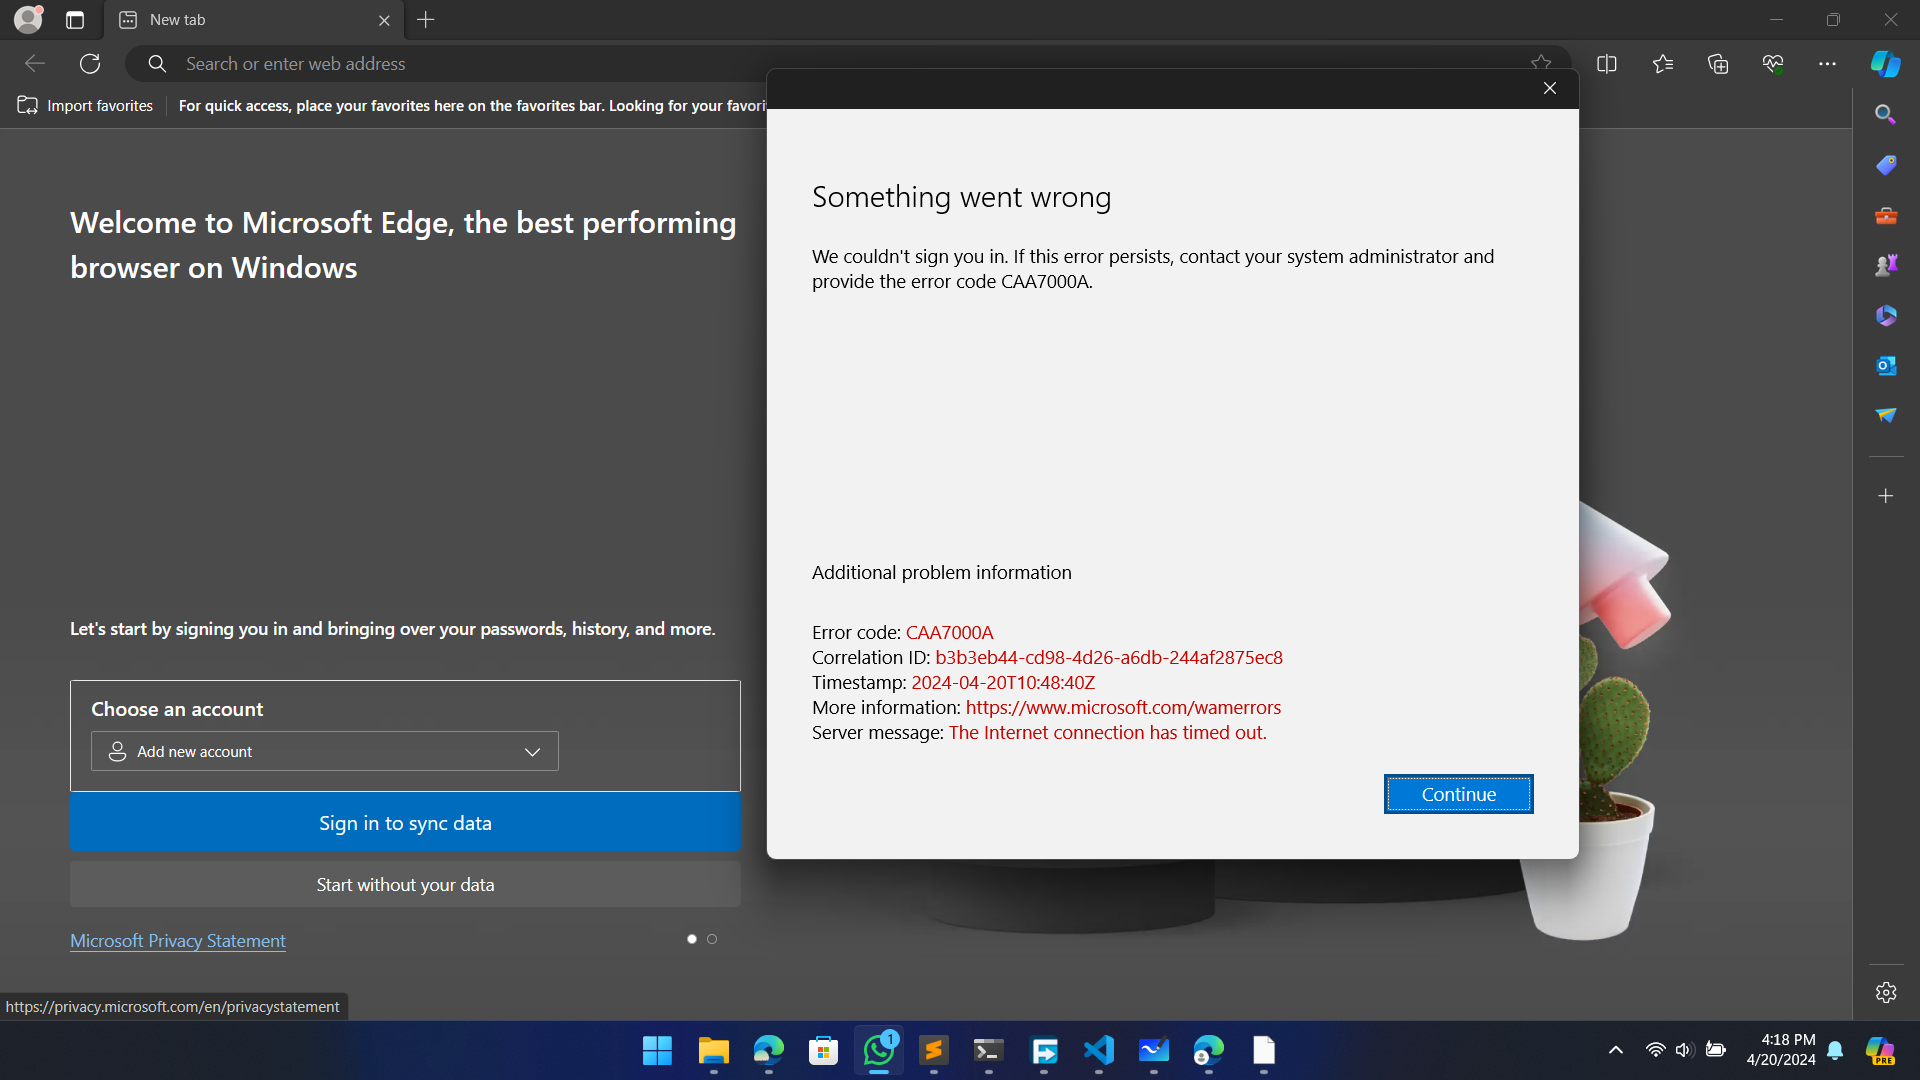 New tab
Search or enter web address
Import favorites
For quick access, place your favorites here on the favorites bar. Looking for your favori
Welcome to Microsoft Edge, the best performing
browser on Windows
Let's start by signing you in and bringing over your passwords, history, and more.
Choose an account
Add new account
Sign in to sync data
Start without your data
Microsoft Privacy Statement
https://privacy.microsoft.com/en/privacystatement
Something went wrong
We couldn't sign you in. If this error persists, contact your system administrator and
provide the error code CAA7000A.
Additional problem information
Error code: CAA7000A
Correlation ID: b3b3eb44-cd98-4d26-a6db-244af2875ec8
Timestamp: 2024-04-20T10:48:40Z
More information: https://www.microsoft.com/wamerrors
Server message: The Internet connection has timed out.
Continue
1
4:18 PM
4/20/2024
PRE